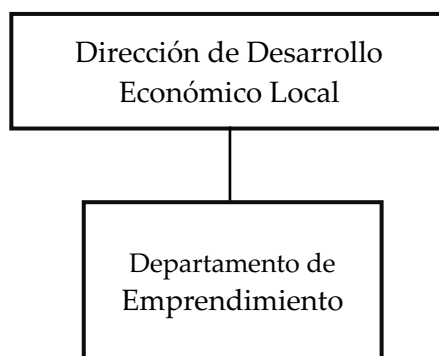 Dirección de Desarrollo
Económico Local
Departamento de
Emprendimiento